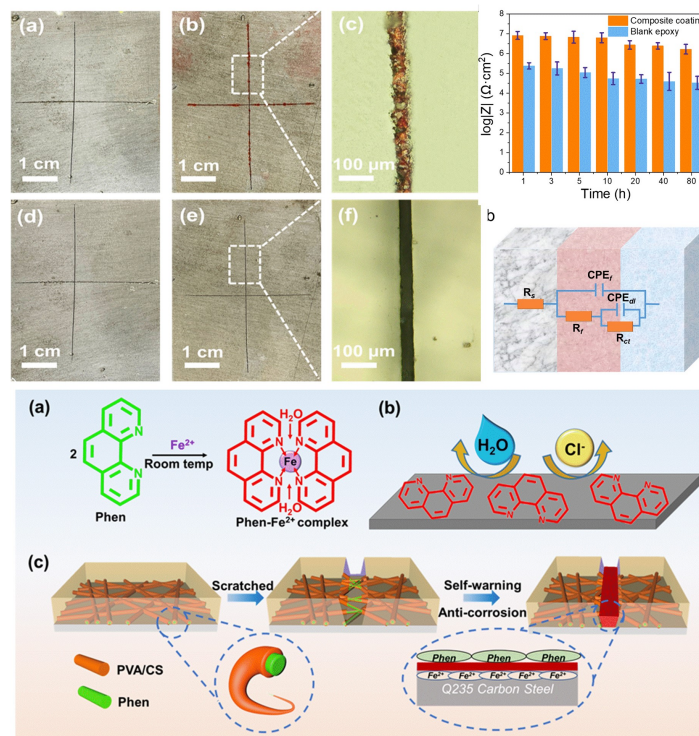 (a)
(b)
(c)
1 cm
1 cm
100 µm
(d)
(e)
(f)
1 cm
1 cm
100 µm
8
7
6
5
4
3
2
1
0
log|Z| (Ω·cm²)
Composite coating
Blank epoxy
1 3 5 10 20 40 80
Time (h)
b
CPEf
Rs
CPEdl
Rf
Rct
(a)
2
Phen
Fe²⁺
Room temp
H₂O
N N
N N
Fe
N N
H₂O
Phen-Fe²⁺ complex
(b)
H₂O
Cl⁻
(c)
Scratched
Self-warning
Anti-corrosion
PVA/CS
Phen
Phen Phen Phen
Fe²⁺ Fe²⁺ Fe²⁺ Fe²⁺ Fe²⁺
Q235 Carbon Steel